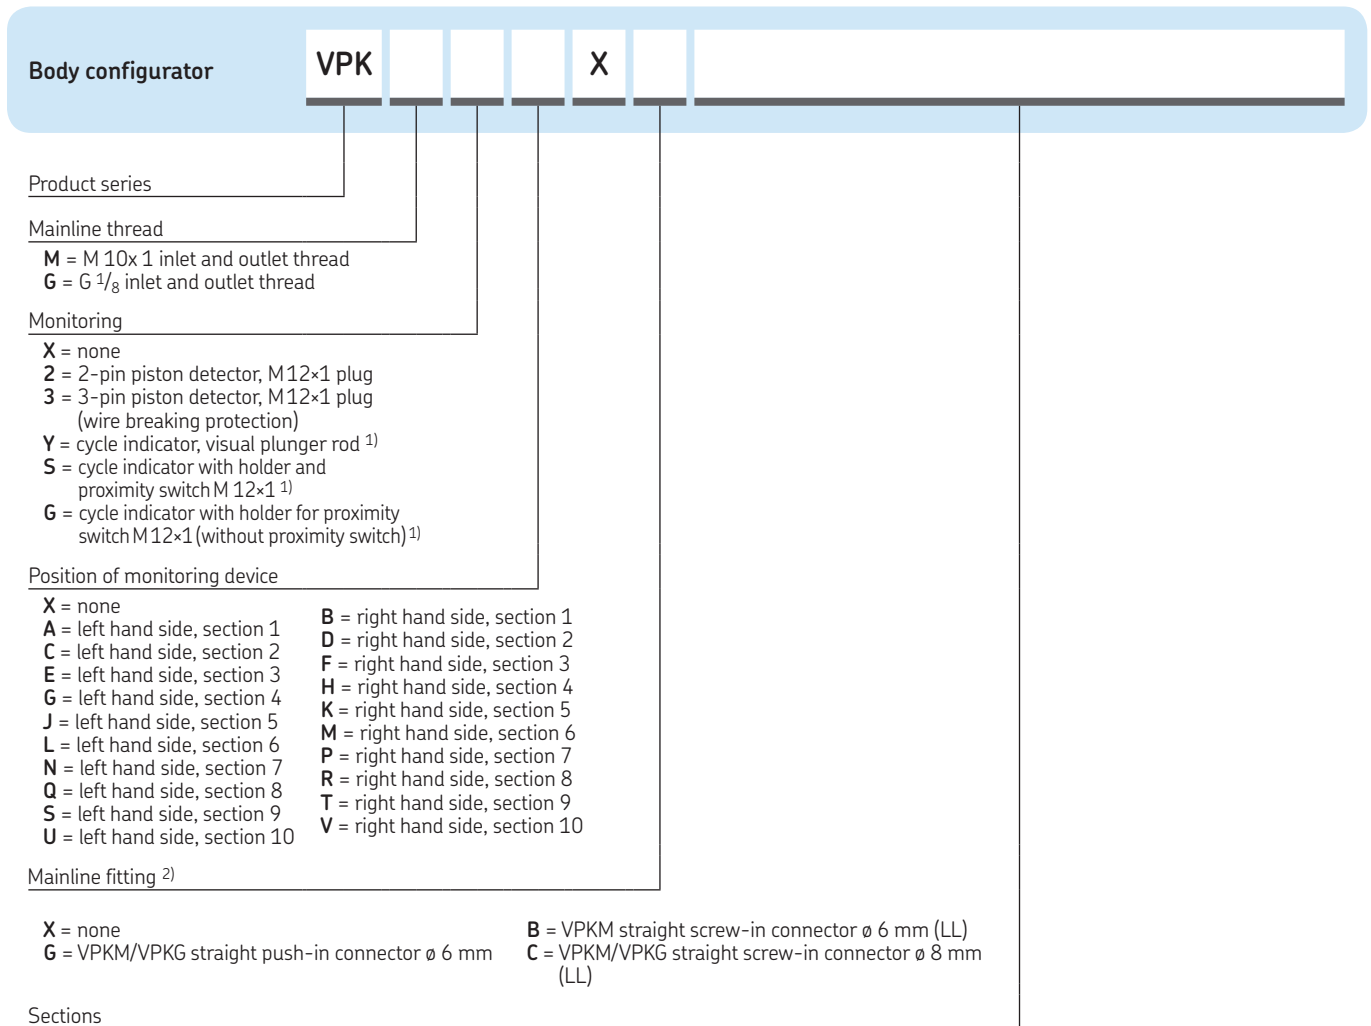 Body configurator VPK X
Product series
Mainline thread
M = M 10x 1 inlet and outlet thread
G = G 1/8 inlet and outlet thread
Monitoring
X = none
2 = 2-pin piston detector, M12×1 plug
3 = 3-pin piston detector, M12×1 plug
(wire breaking protection)
Y = cycle indicator, visual plunger rod 1)
S = cycle indicator with holder and
proximity switch M 12×1 1)
G = cycle indicator with holder for proximity
switch M12×1 (without proximity switch) 1)
Position of monitoring device
X = none
A = left hand side, section 1
C = left hand side, section 2
E = left hand side, section 3
G = left hand side, section 4
J = left hand side, section 5
L = left hand side, section 6
N = left hand side, section 7
Q = left hand side, section 8
S = left hand side, section 9
U = left hand side, section 10
B = right hand side, section 1
D = right hand side, section 2
F = right hand side, section 3
H = right hand side, section 4
K = right hand side, section 5
M = right hand side, section 6
P = right hand side, section 7
R = right hand side, section 8
T = right hand side, section 9
V = right hand side, section 10
Mainline fitting 2)
X = none
G = VPKM/VPKG straight push-in connector ø 6 mm
B = VPKM straight screw-in connector ø 6 mm (LL)
C = VPKM/VPKG straight screw-in connector ø 8 mm
(LL)
Sections